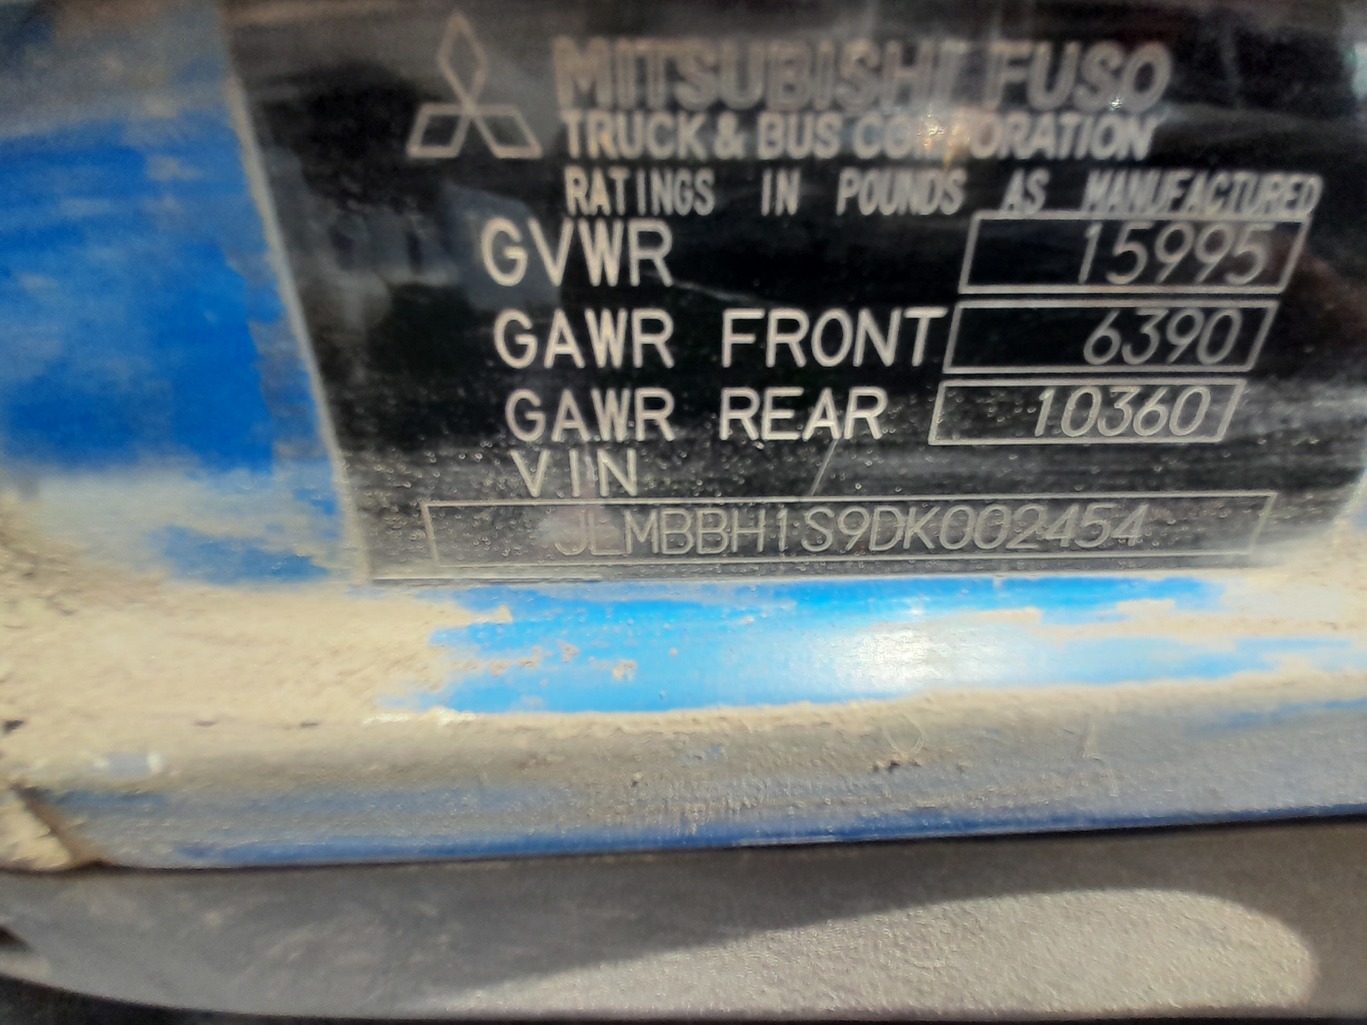 MITSUBISHI FUSO
TRUCK & BUS CORPORATION
RATINGS IN POUNDS AS MANUFACTURED
GVWR 15995
GAWR FRONT 6390
GAWR REAR 10360
VIN
JLMBBH1S9DK002454